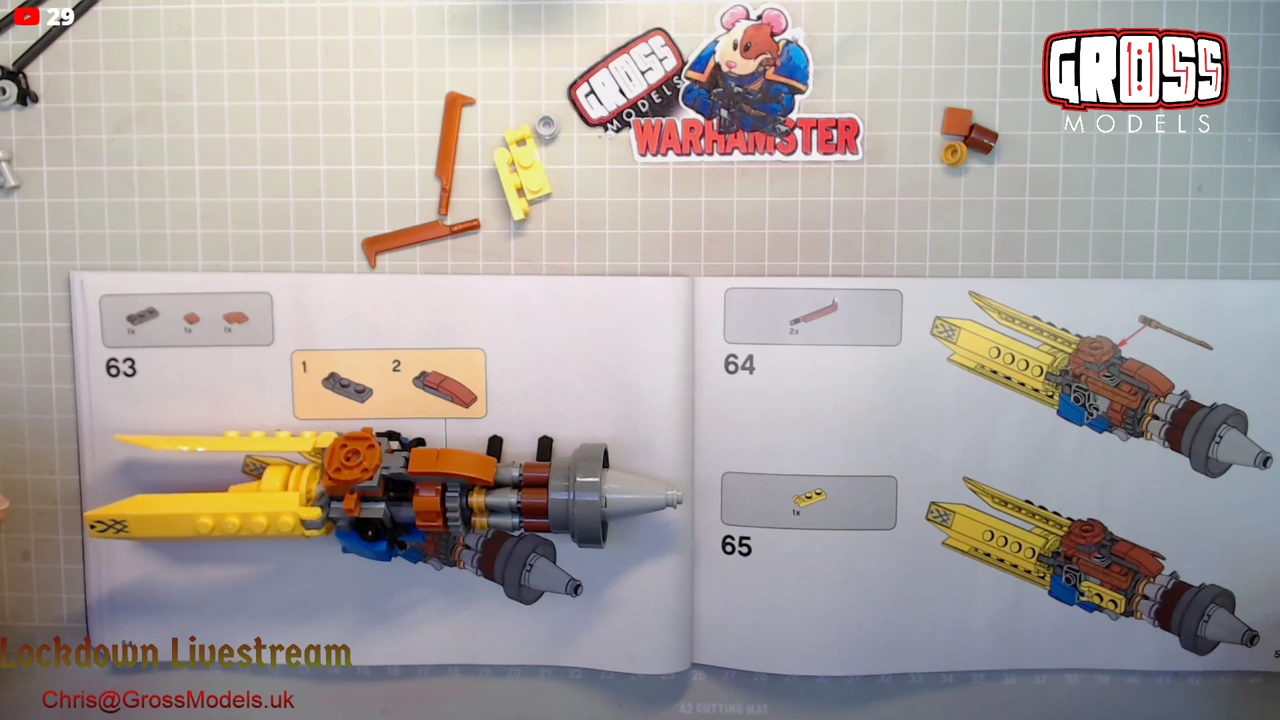 29
GROSS
MODELS
GROSS
MODELS
WARHAMSTER
1x 1x 1x
63
1 2
2x
64
1x
65
5
Lockdown Livestream
Chris@GrossModels.uk
A2 CUTTING MAT